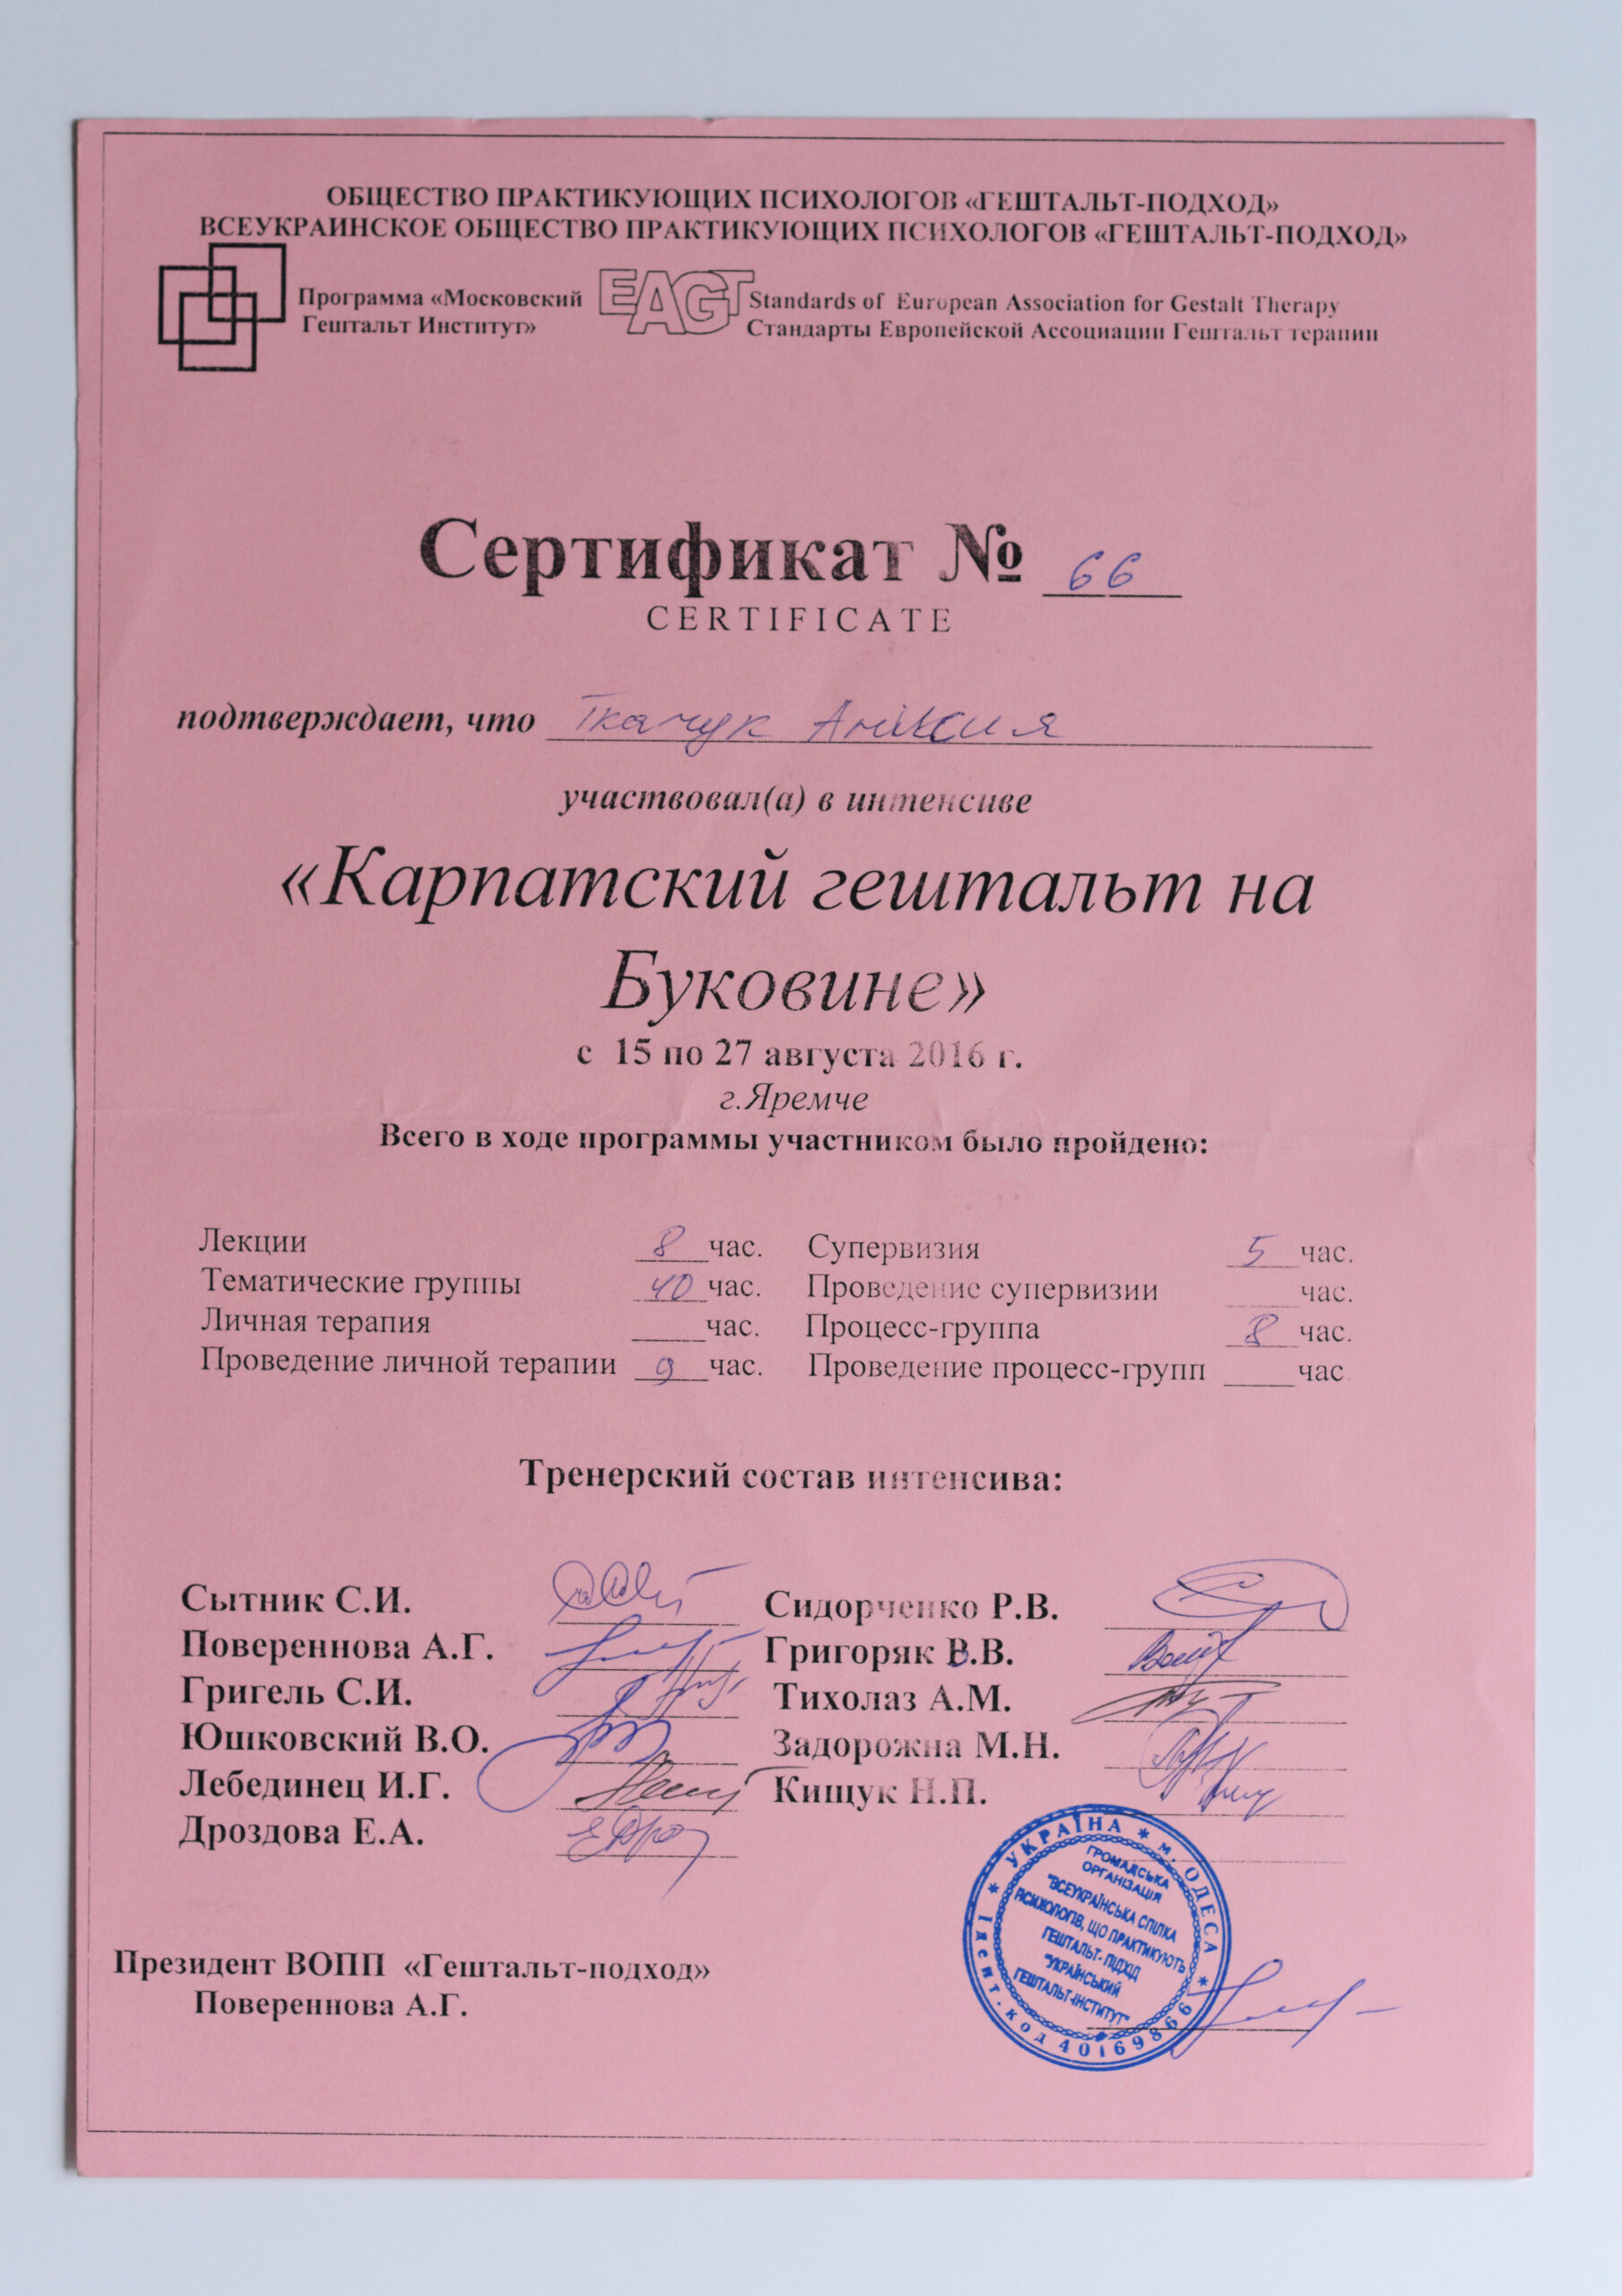 ОБЩЕСТВО ПРАКТИКУЮЩИХ ПСИХОЛОГОВ «ГЕШТАЛЬТ-ПОДХОД»
ВСЕУКРАИНСКОЕ ОБЩЕСТВО ПРАКТИКУЮЩИХ ПСИХОЛОГОВ «ГЕШТАЛЬТ-ПОДХОД»
Программа «Московский Гештальт Институт»
EAGT
Standards of European Association for Gestalt Therapy
Стандарты Европейской Ассоциации Гештальт терапии
Сертификат № 66
CERTIFICATE
подтверждает, что Ткачук
участвовал(а) в интенсиве
«Карпатский гештальт на
Буковине»
с 15 по 27 августа 2016 г.
г.Яремче
Всего в ходе программы участником было пройдено:
Лекции 8 час. Супервизия 5 час.
Тематические группы 40 час. Проведение супервизии час.
Личная терапия час. Процесс-группа 8 час.
Проведение личной терапии 9 час. Проведение процесс-групп час.
Тренерский состав интенсива:
Сытник С.И. Сидорченко Р.В.
Повереннова А.Г. Григоряк В.В.
Григель С.И. Тихолаз А.М.
Юшковский В.О. Задорожна М.Н.
Лебединец И.Г. Кищук Н.П.
Дроздова Е.А.
Президент ВОПП «Гештальт-подход»
Повереннова А.Г.
* УКРАЇНА * м. ОДЕСА * Ідент. код 40169866
ГРОМАДСЬКА
ОРГАНІЗАЦІЯ
"ВСЕУКРАЇНСЬКА СПІЛКА
ПСИХОЛОГІВ, ЩО ПРАКТИКУЮТЬ
ГЕШТАЛЬТ-ПІДХІД
"УКРАЇНСЬКИЙ
ГЕШТАЛЬТ-ІНСТИТУТ"